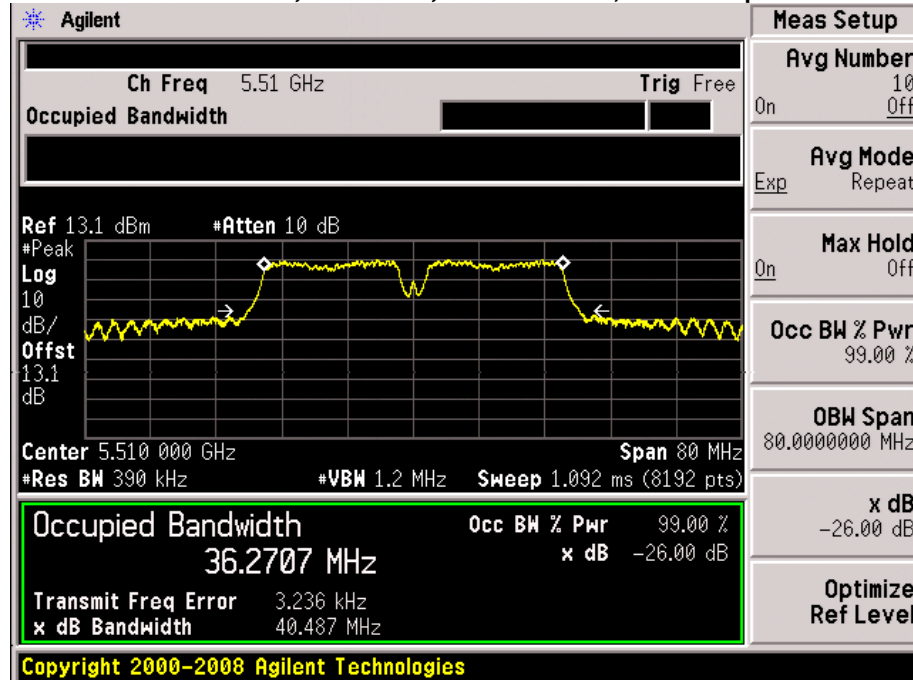 Agilent
Ch Freq 5.51 GHz Trig Free
Occupied Bandwidth
Ref 13.1 dBm #Atten 10 dB
#Peak
Log
10
dB/
Offst
13.1
dB
Center 5.510 000 GHz Span 80 MHz
#Res BW 390 kHz #VBW 1.2 MHz Sweep 1.092 ms (8192 pts)
Occupied Bandwidth Occ BW % Pwr 99.00 %
36.2707 MHz x dB -26.00 dB
Transmit Freq Error 3.236 kHz
x dB Bandwidth 40.487 MHz
Copyright 2000-2008 Agilent Technologies
Meas Setup
Avg Number
10
On Off
Avg Mode
Exp Repeat
Max Hold
On Off
Occ BW % Pwr
99.00 %
OBW Span
80.0000000 MHz
x dB
-26.00 dB
Optimize
Ref Level